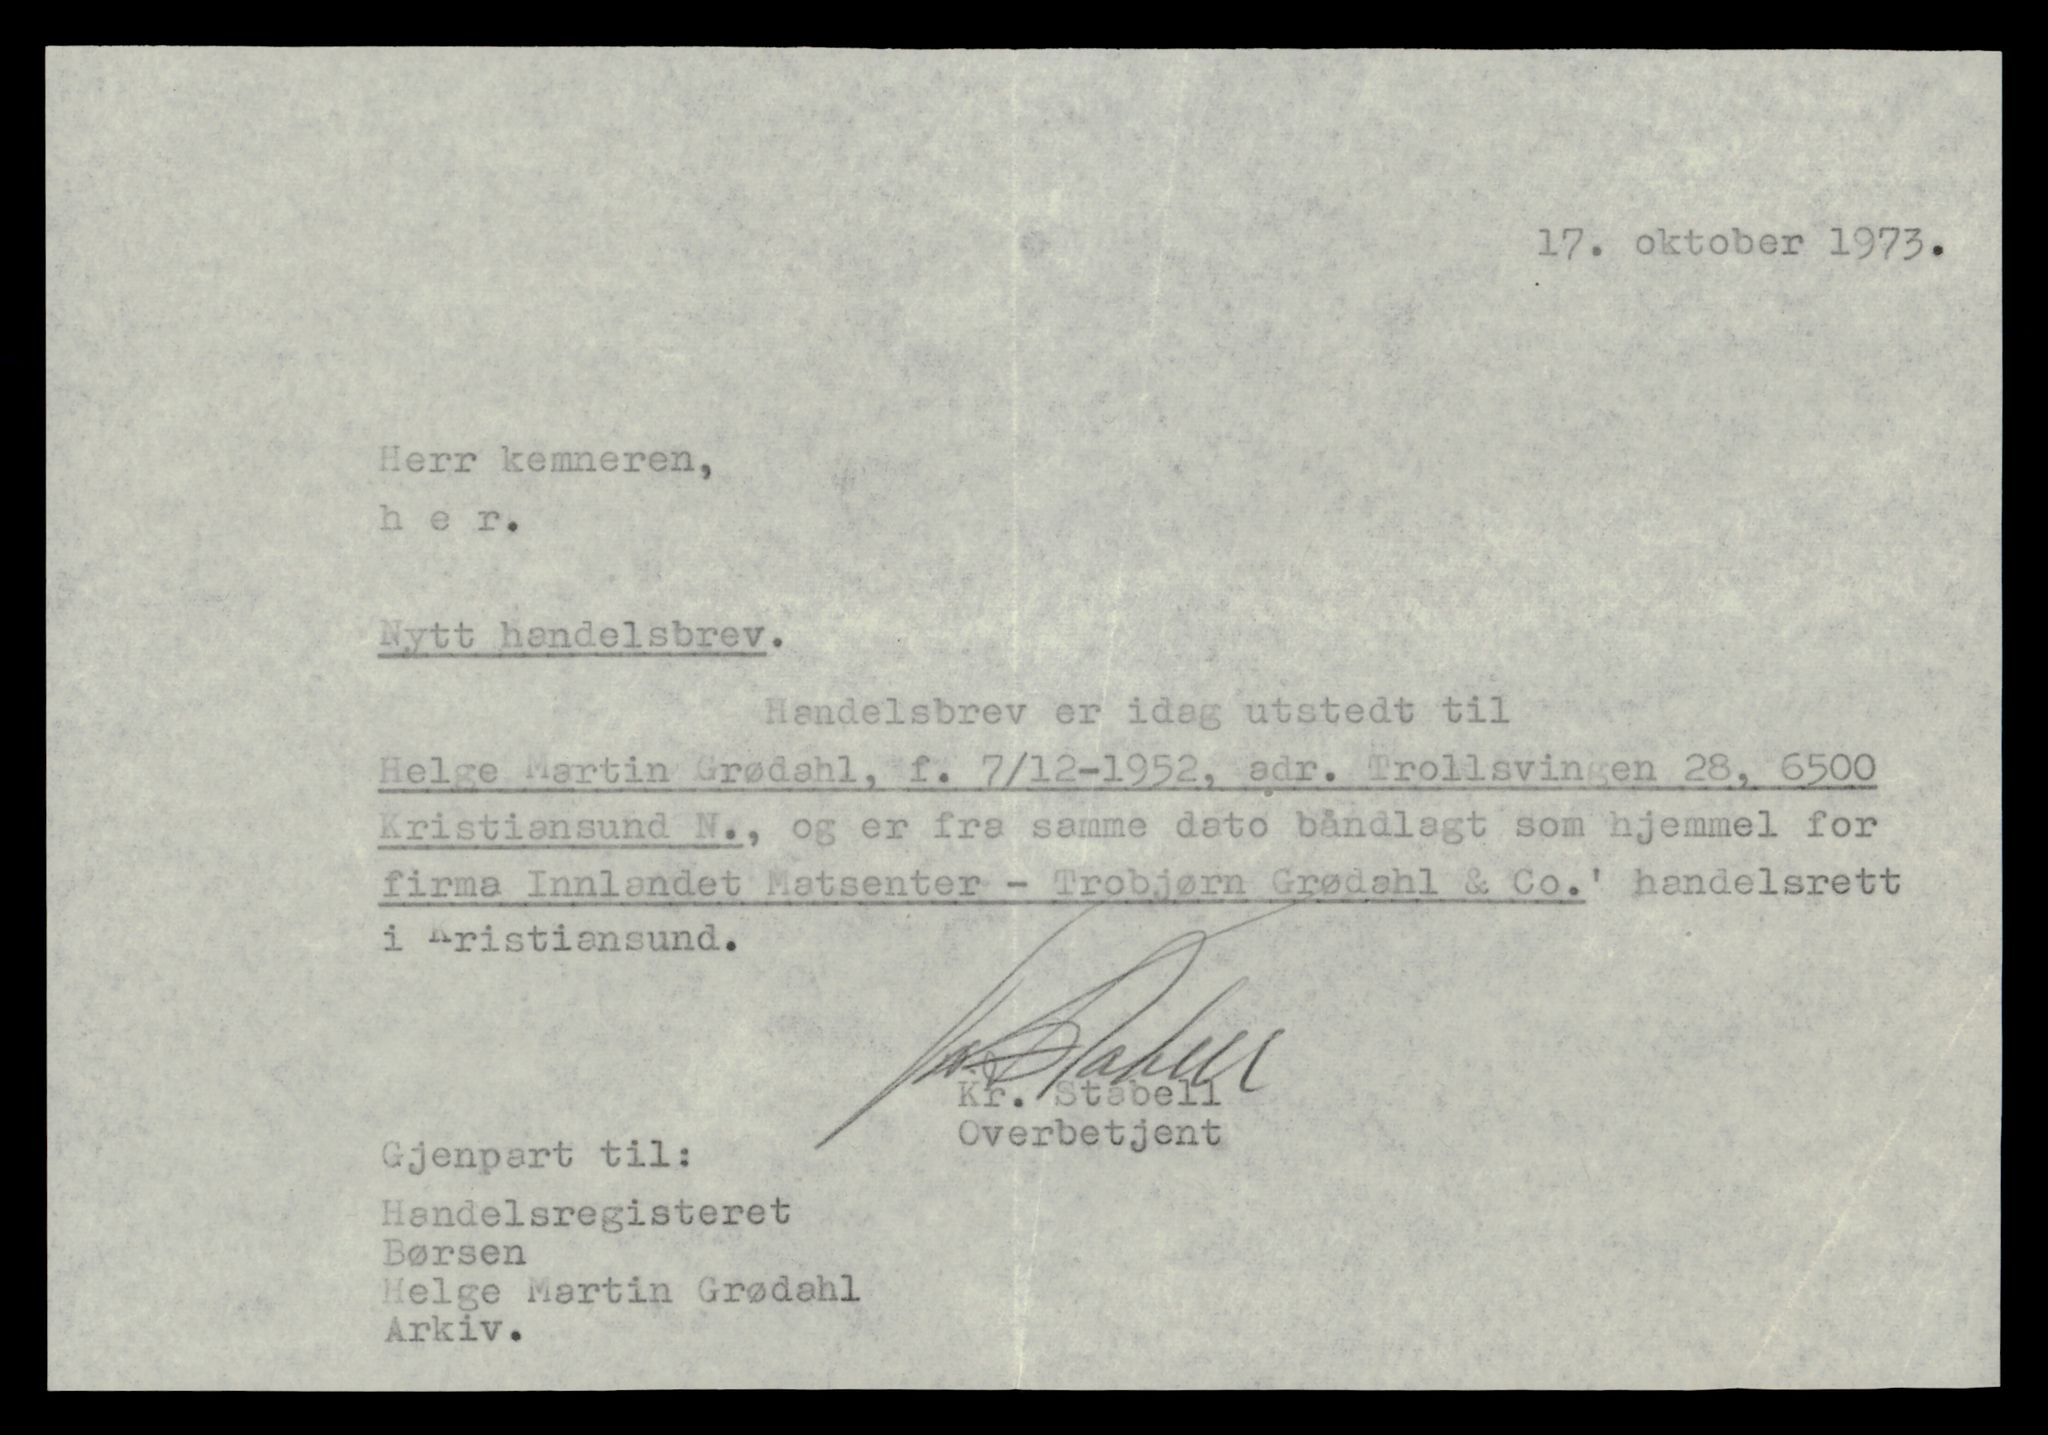 17. oktober 1973.
Herr kemneren,
h e r.
Nytt handelsbrev.
Handelsbrev er idag utstedt til
Helge Martin Grødahl, f. 7/12-1952, adr. Trollsvingen 28, 6500
Kristiansund N., og er fra samme dato båndlagt som hjemmel for
firma Innlandet Matsenter - Trobjørn Grødahl & Co.' handelsrett
i Kristiansund.
Kr. Stabell
Kr. Stabell
Overbetjent
Gjenpart til:
Handelsregisteret
Børsen
Helge Martin Grødahl
Arkiv.